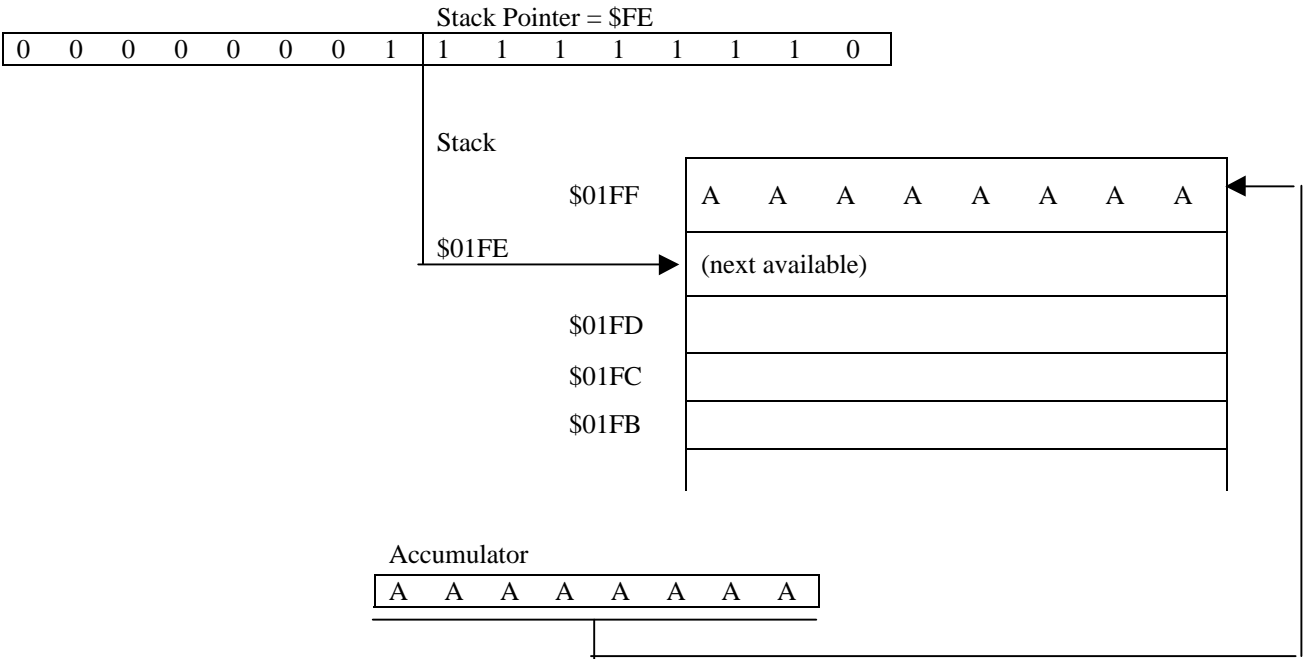 Stack Pointer = $FE
0 0 0 0 0 0 0 1 1 1 1 1 1 1 1 0
Stack
$01FF A A A A A A A A
$01FE (next available)
$01FD
$01FC
$01FB
Accumulator
A A A A A A A A